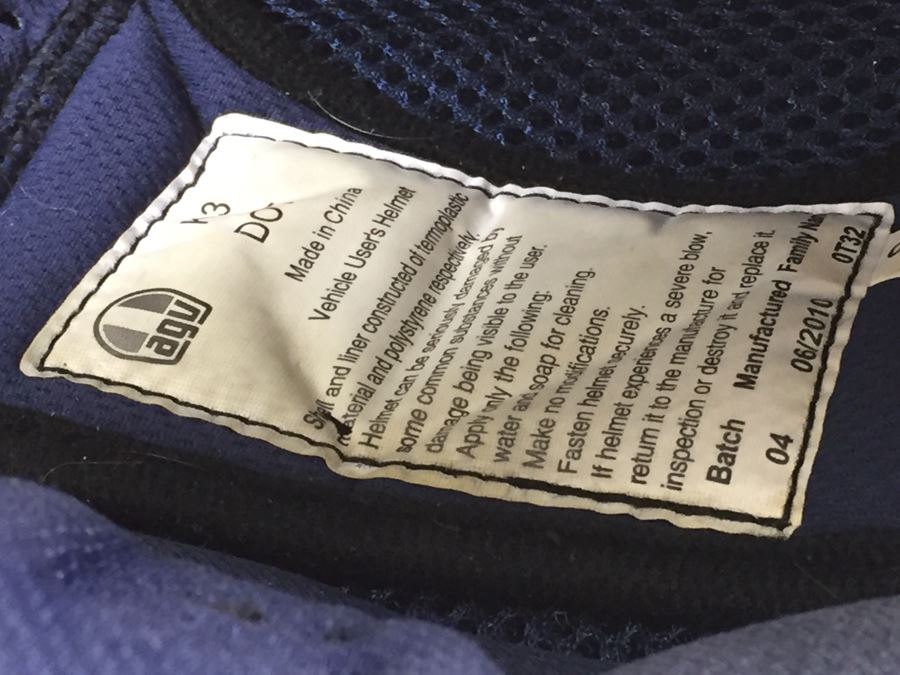 agv
DO
Made in China
Vehicle User's Helmet
Shell and liner constructed of termoplastic
material and polystyrene respectively.
Helmet can be seriously damaged by
some common substances without
damage being visible to the user.
Apply only the following:
water and soap for cleaning.
Make no modifications.
Fasten helmet securely.
If helmet experiences a severe blow,
return it to the manufacture for
inspection or destroy it and replace it.
Batch Manufactured Family
04 06/2010 0T32